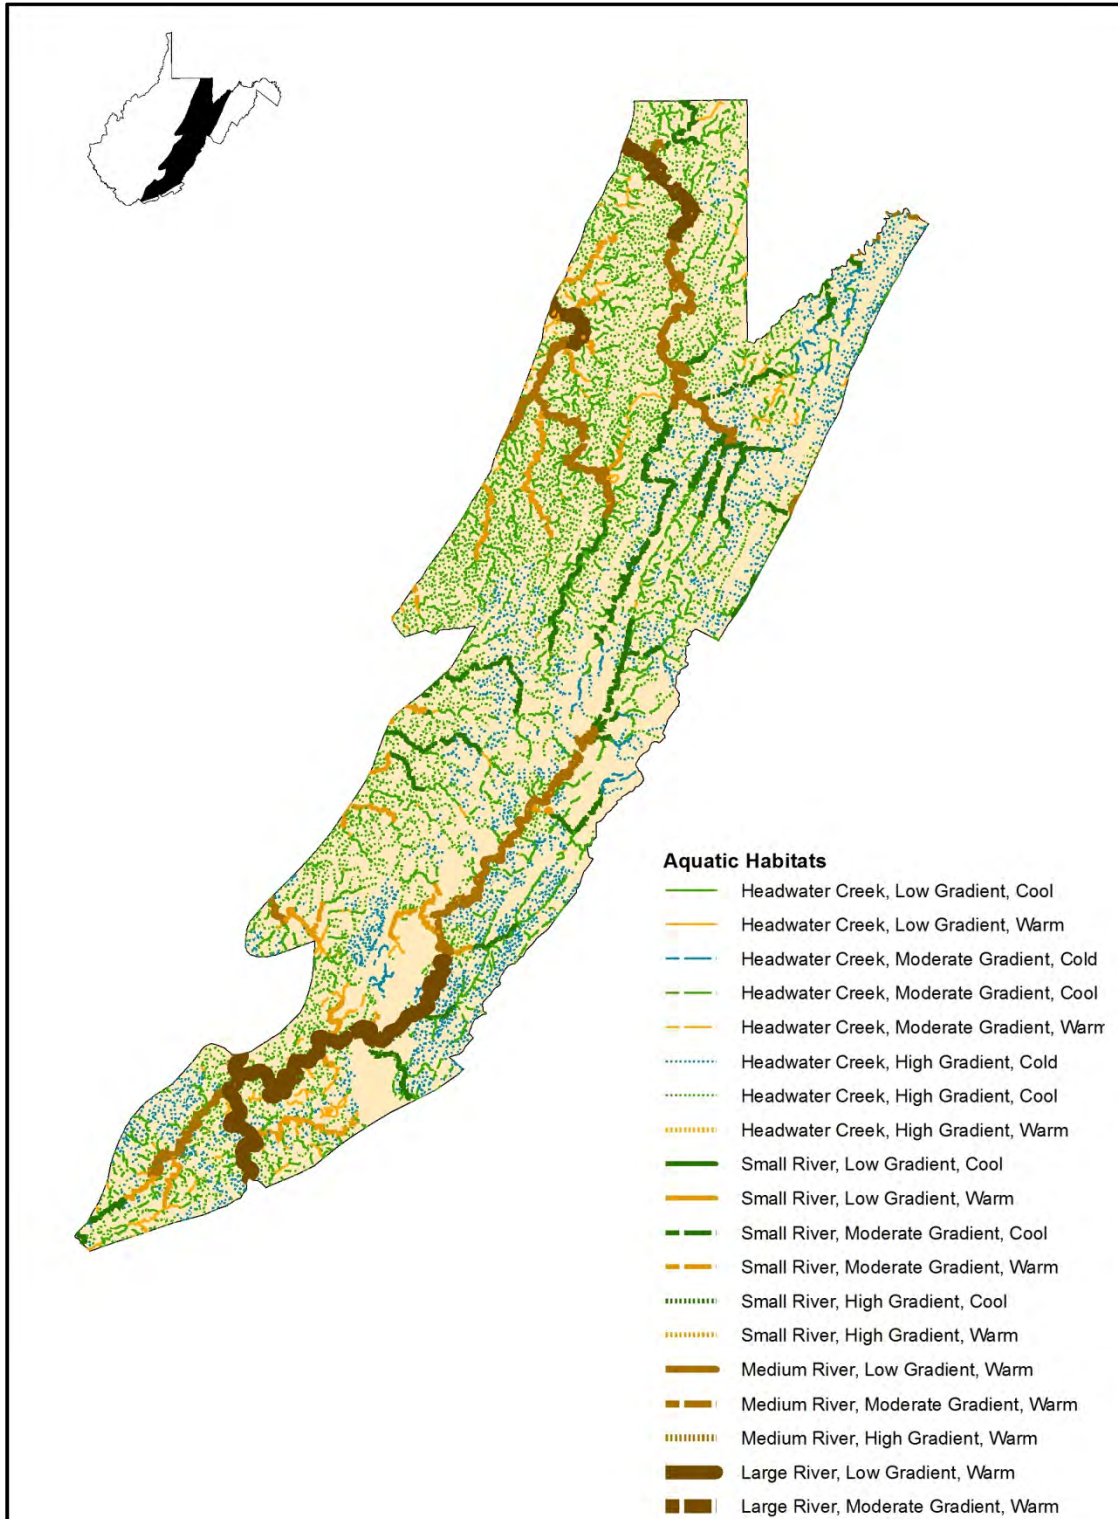 Aquatic Habitats
Headwater Creek, Low Gradient, Cool
Headwater Creek, Low Gradient, Warm
Headwater Creek, Moderate Gradient, Cold
Headwater Creek, Moderate Gradient, Cool
Headwater Creek, Moderate Gradient, Warm
Headwater Creek, High Gradient, Cold
Headwater Creek, High Gradient, Cool
Headwater Creek, High Gradient, Warm
Small River, Low Gradient, Cool
Small River, Low Gradient, Warm
Small River, Moderate Gradient, Cool
Small River, Moderate Gradient, Warm
Small River, High Gradient, Cool
Small River, High Gradient, Warm
Medium River, Low Gradient, Warm
Medium River, Moderate Gradient, Warm
Medium River, High Gradient, Warm
Large River, Low Gradient, Warm
Large River, Moderate Gradient, Warm